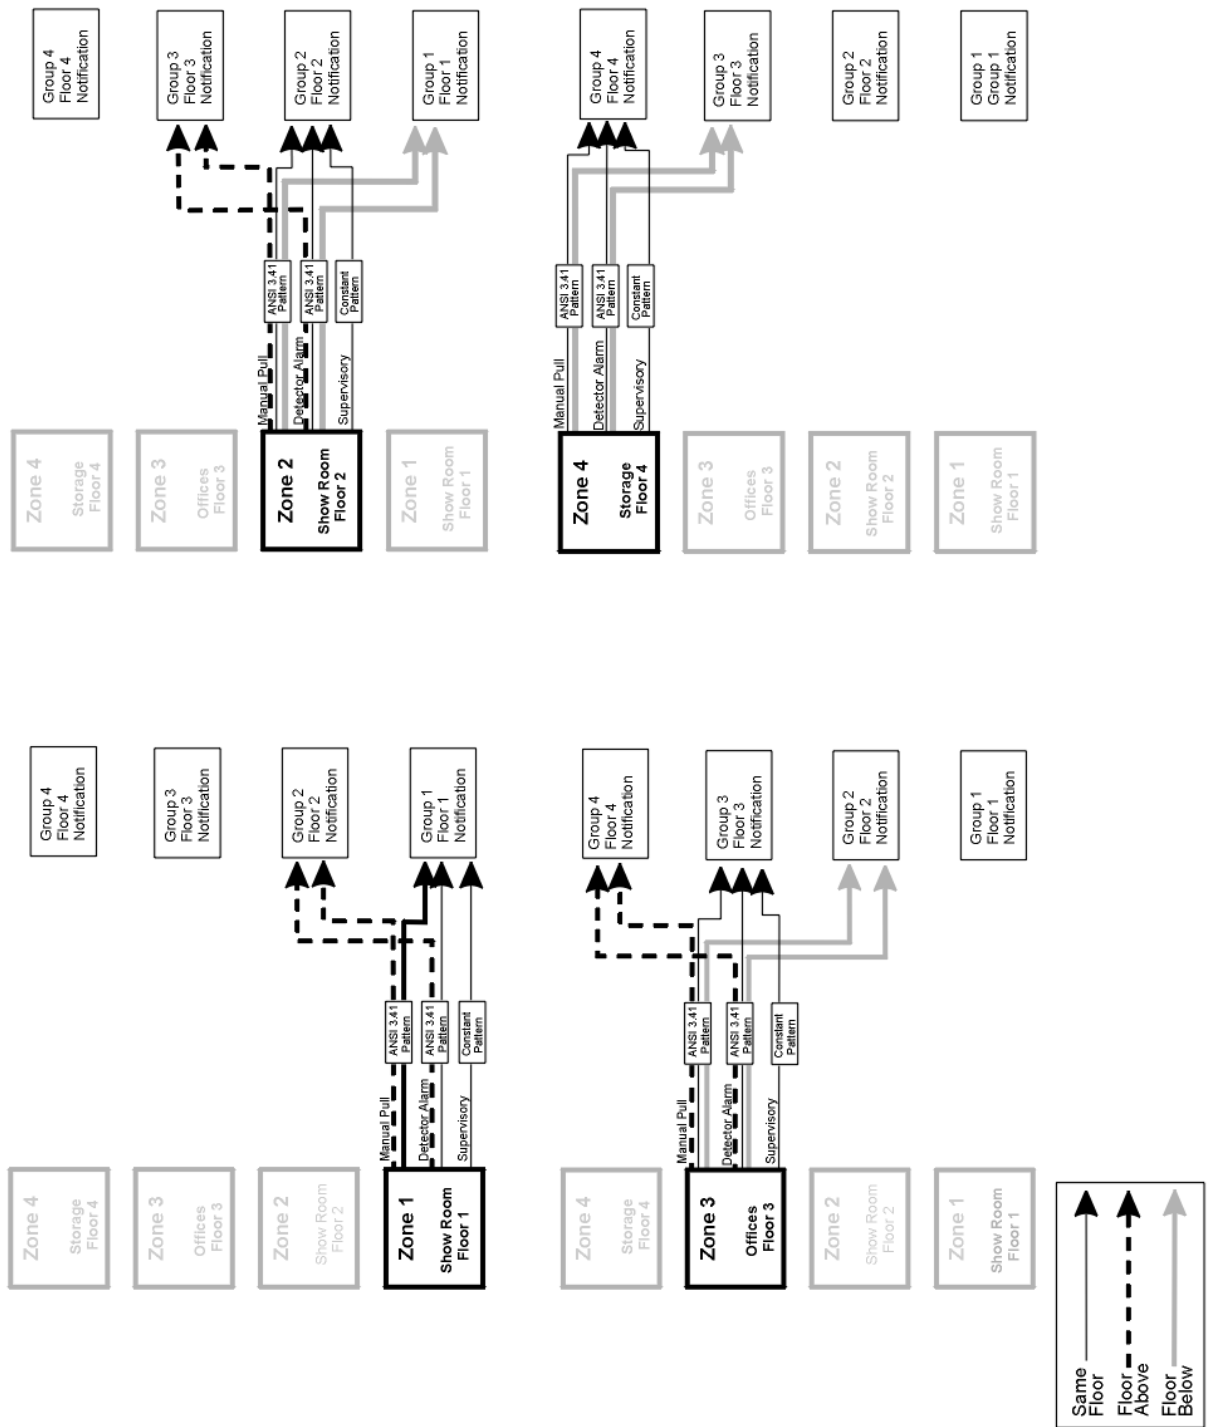 Group 4
Floor 4
Notification
Group 3
Floor 3
Notification
Group 2
Floor 2
Notification
Group 1
Floor 1
Notification
ANSI 3.41
Pattern
ANSI 3.41
Pattern
Constant
Pattern
Manual Pull
Detector Alarm
Supervisory
Zone 4
Storage
Floor 4
Zone 3
Offices
Floor 3
Zone 2
Show Room
Floor 2
Zone 1
Show Room
Floor 1
Group 4
Floor 4
Notification
Group 3
Floor 3
Notification
Group 2
Floor 2
Notification
Group 1
Group 1
Notification
ANSI 3.41
Pattern
ANSI 3.41
Pattern
Constant
Pattern
Manual Pull
Detector Alarm
Supervisory
Zone 4
Storage
Floor 4
Zone 3
Offices
Floor 3
Zone 2
Show Room
Floor 2
Zone 1
Show Room
Floor 1
Group 4
Floor 4
Notification
Group 3
Floor 3
Notification
Group 2
Floor 2
Notification
Group 1
Floor 1
Notification
ANSI 3.41
Pattern
ANSI 3.41
Pattern
Constant
Pattern
Manual Pull
Detector Alarm
Supervisory
Zone 4
Storage
Floor 4
Zone 3
Offices
Floor 3
Zone 2
Show Room
Floor 2
Zone 1
Show Room
Floor 1
Group 4
Floor 4
Notification
Group 3
Floor 3
Notification
Group 2
Floor 2
Notification
Group 1
Floor 1
Notification
ANSI 3.41
Pattern
ANSI 3.41
Pattern
Constant
Pattern
Manual Pull
Detector Alarm
Supervisory
Zone 4
Storage
Floor 4
Zone 3
Offices
Floor 3
Zone 2
Show Room
Floor 2
Zone 1
Show Room
Floor 1
Same
Floor
Floor
Above
Floor
Below